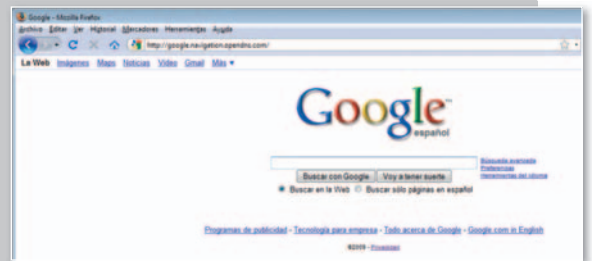 Google - Mozilla Firefox
Archivo Editar Ver Historial Marcadores Herramientas Ayuda
http://google.navigation.opendns.com/
La Web Imágenes Maps Noticias Vídeo Gmail Más ▼
Google™
español
Búsqueda avanzada
Preferencias
Herramientas del idioma
Buscar con Google Voy a tener suerte
Buscar en la Web Buscar sólo páginas en español
Programas de publicidad - Tecnología para empresa - Todo acerca de Google - Google.com in English
©2009 - Privacidad